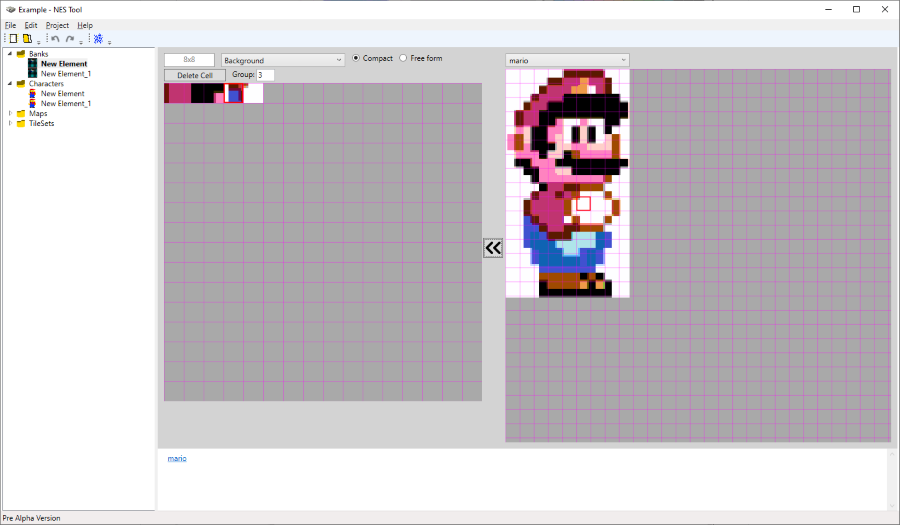 Example - NES Tool
File Edit Project Help
Banks
New Element
New Element_1
Characters
New Element
New Element_1
Maps
TileSets
8x8 Background Compact Free form
Delete Cell Group: 3
mario
mario
Pre Alpha Version